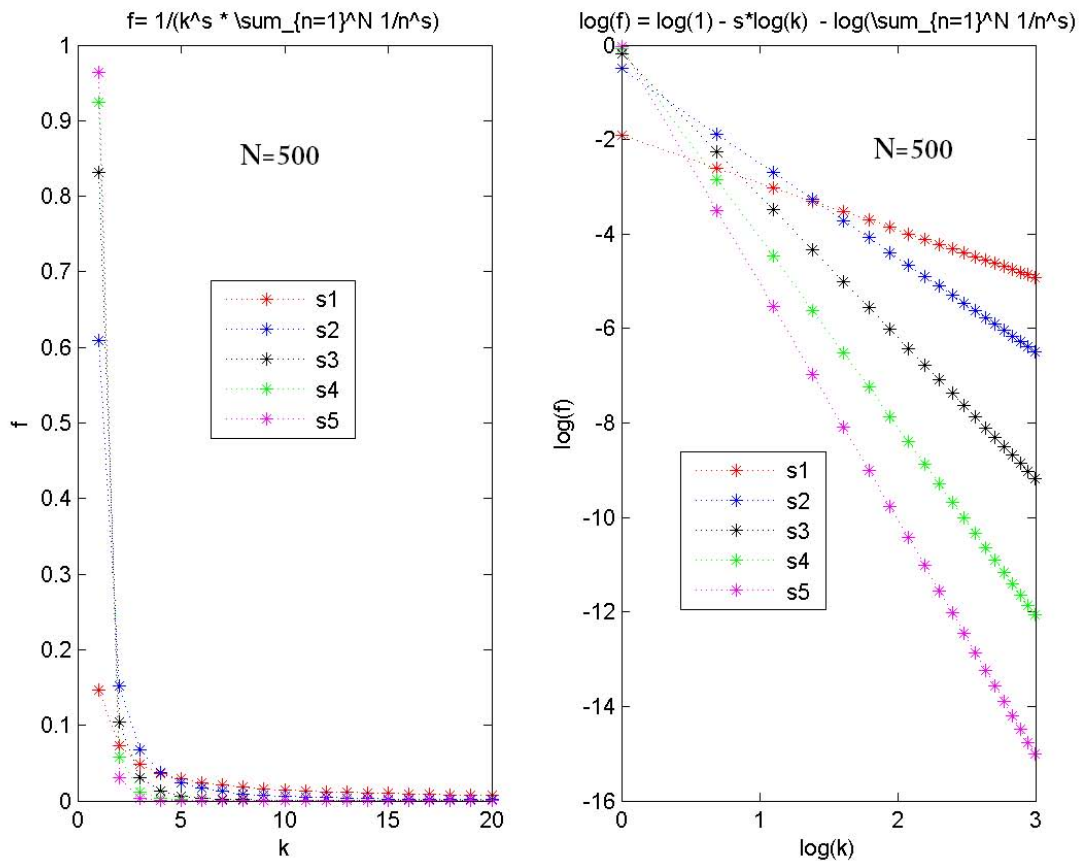 f= 1/(k^s * \sum_{n=1}^N 1/n^s)
1
0.9
0.8
0.7
0.6
0.5
0.4
0.3
0.2
0.1
0
f
N=500
s1
s2
s3
s4
s5
0 5 10 15 20
k
log(f) = log(1) - s*log(k) - log(\sum_{n=1}^N 1/n^s)
0
-2
-4
-6
-8
-10
-12
-14
-16
log(f)
N=500
s1
s2
s3
s4
s5
0 1 2 3
log(k)